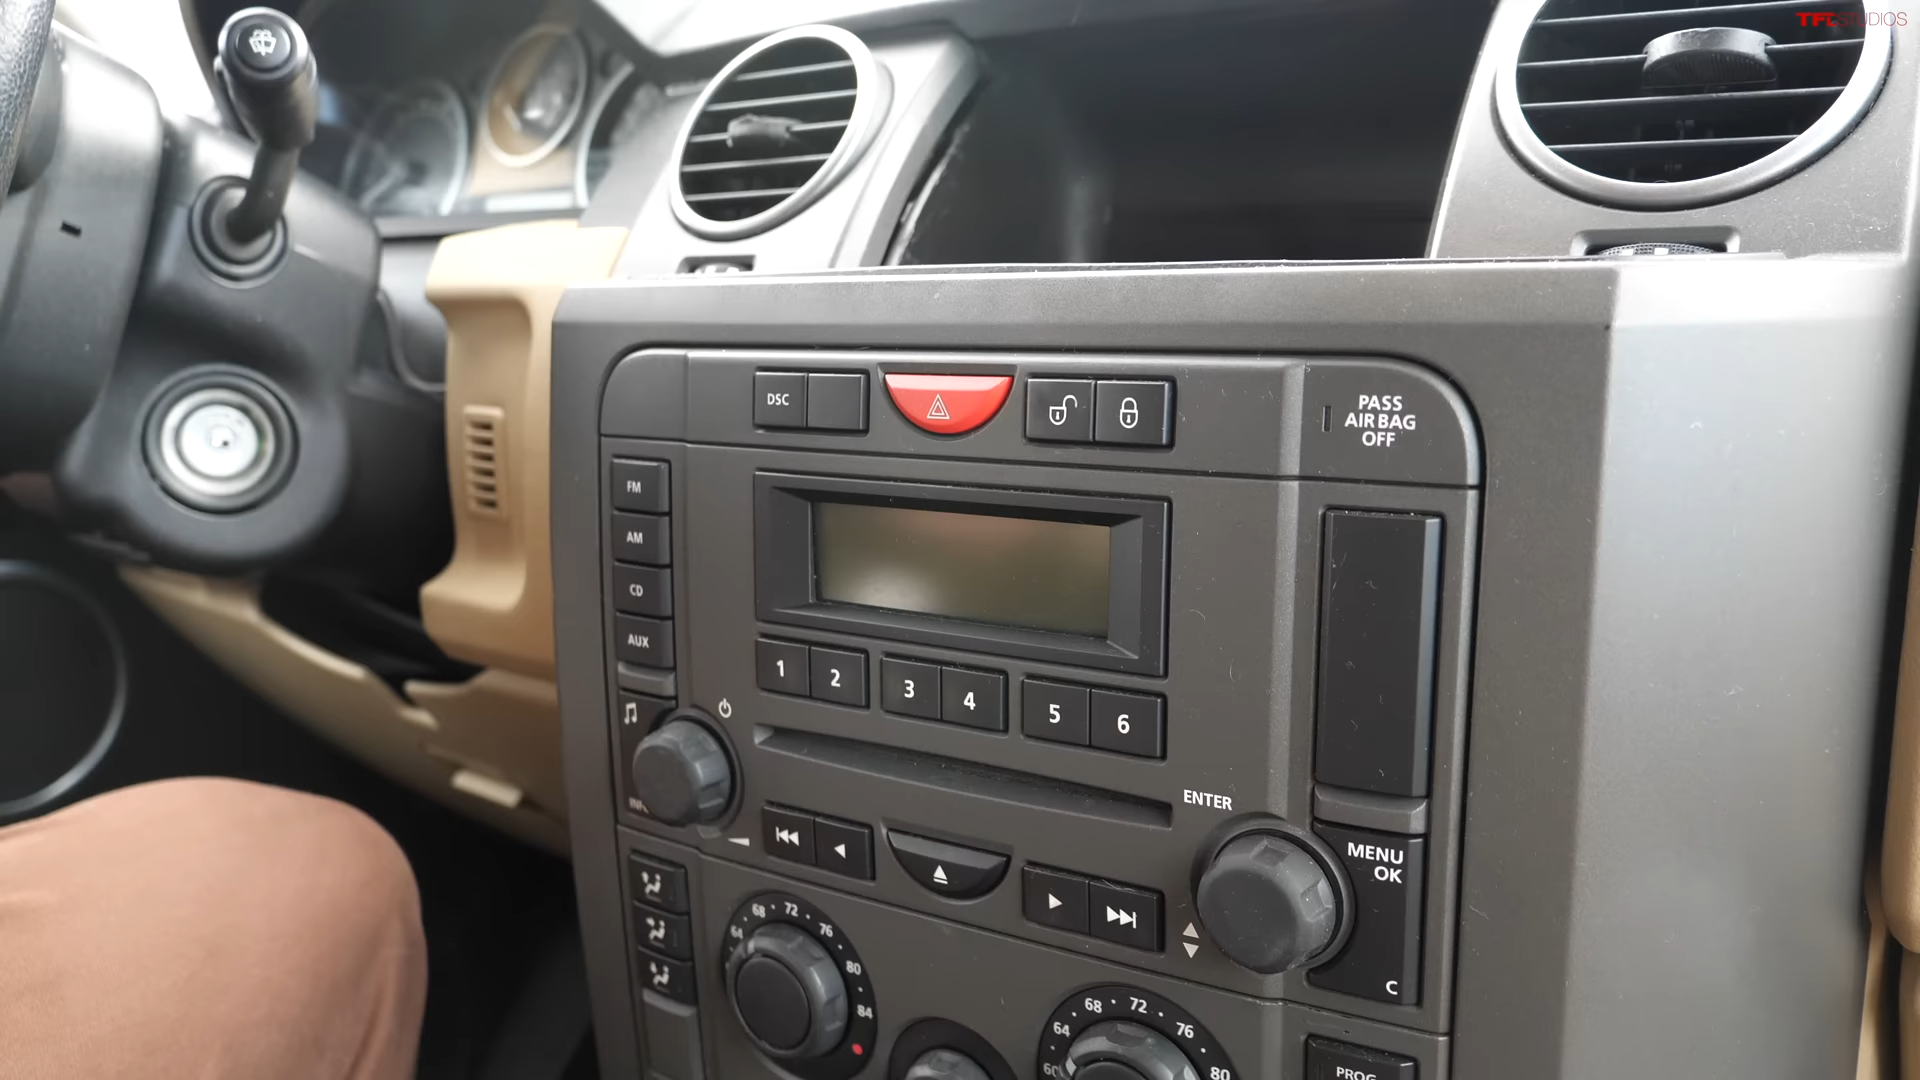 TFLSTUDIOS
DSC
PASS
AIR BAG
OFF
FM
AM
CD
AUX
1 2 3 4 5 6
ENTER
MENU
OK
C
64 68 72 76 80 84
60 64 68 72 76 80
PROG